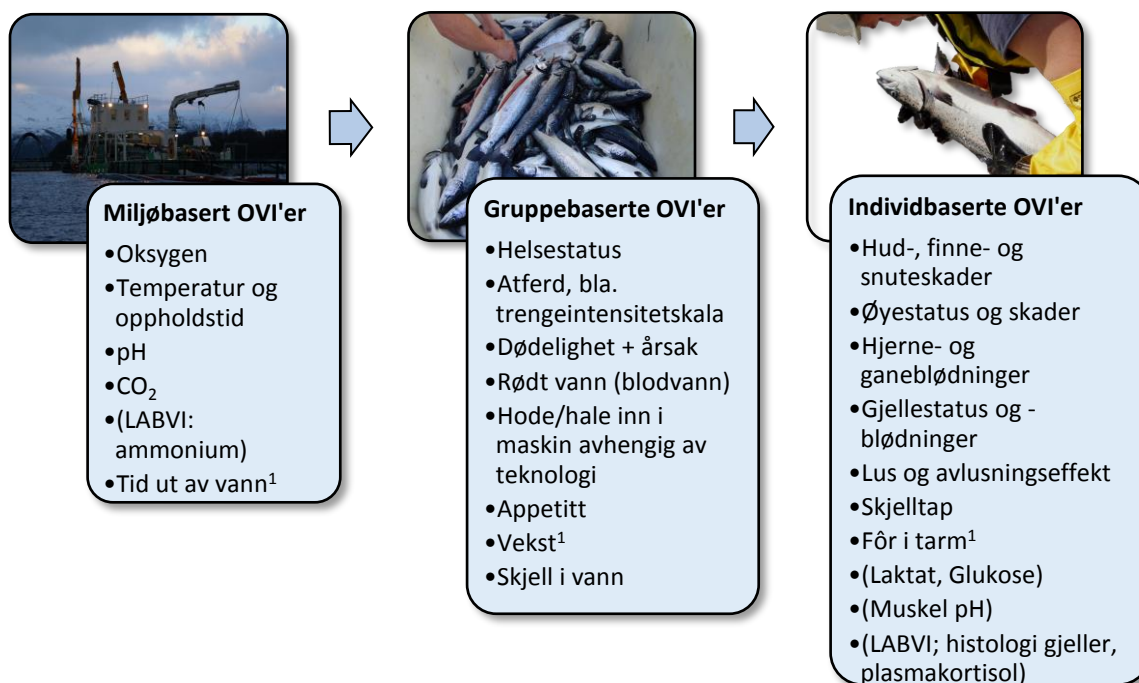 Miljøbasert OVI'er
•Oksygen
•Temperatur og
oppholdstid
•pH
•CO₂
•(LABVI:
ammonium)
•Tid ut av vann¹
Gruppebaserte OVI'er
•Helsestatus
•Atferd, bla.
trengeintensitetskala
•Dødelighet + årsak
•Rødt vann (blodvann)
•Hode/hale inn i
maskin avhengig av
teknologi
•Appetitt
•Vekst¹
•Skjell i vann
Individbaserte OVI'er
•Hud-, finne- og
snuteskader
•Øyestatus og skader
•Hjerne- og
ganeblødninger
•Gjellestatus og -
blødninger
•Lus og avlusningseffekt
•Skjelltap
•Fôr i tarm¹
•(Laktat, Glukose)
•(Muskel pH)
•(LABVI; histologi gjeller,
plasmakortisol)